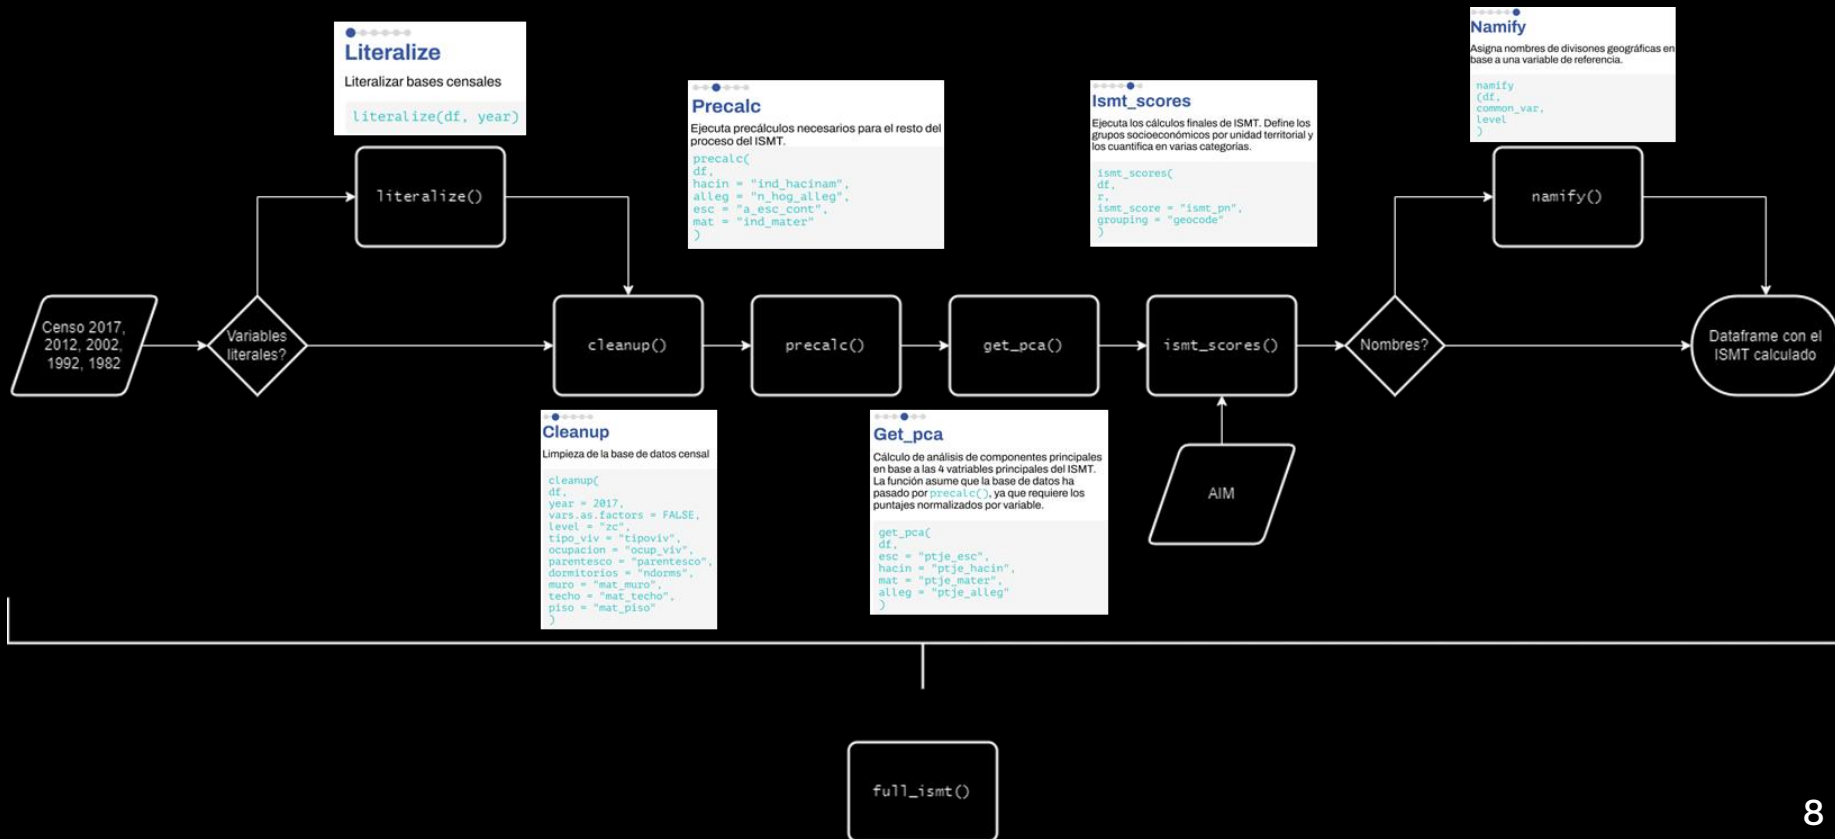 Literalize
Literalizar bases censales
literalize(df, year)
Precalc
Ejecuta precálculos necesarios para el resto del
proceso del ISMT.
precalc(
df,
hacin = "ind_hacinam",
alleg = "n_hog_alleg",
esc = "a_esc_cont",
mat = "ind_mater"
)
Ismt_scores
Ejecuta los cálculos finales de ISMT. Define los
grupos socioeconómicos por unidad territorial y
los cuantifica en varias categorías.
ismt_scores(
df,
r,
ismt_score = "ismt_pn",
grouping = "geocode"
)
Namify
Asigna nombres de divisones geográficas en
base a una variable de referencia.
namify
(df,
common_var,
level
)
literalize()
namify()
Censo 2017,
2012, 2002,
1992, 1982
Variables
literales?
cleanup()
precalc()
get_pca()
ismt_scores()
Nombres?
Dataframe con el
ISMT calculado
Cleanup
Limpieza de la base de datos censal
cleanup(
df,
year = 2017,
vars.as.factors = FALSE,
level = "zc",
tipo_viv = "tipoviv",
ocupacion = "ocup_viv",
parentesco = "parentesco",
dormitorios = "ndorms",
muro = "mat_muro",
techo = "mat_techo",
piso = "mat_piso"
)
Get_pca
Cálculo de análisis de componentes principales
en base a las 4 vatriables principales del ISMT.
La función asume que la base de datos ha
pasado por precalc(), ya que requiere los
puntajes normalizados por variable.
get_pca(
df,
esc = "ptje_esc",
hacin = "ptje_hacin",
mat = "ptje_mater",
alleg = "ptje_alleg"
)
AIM
full_ismt()
8